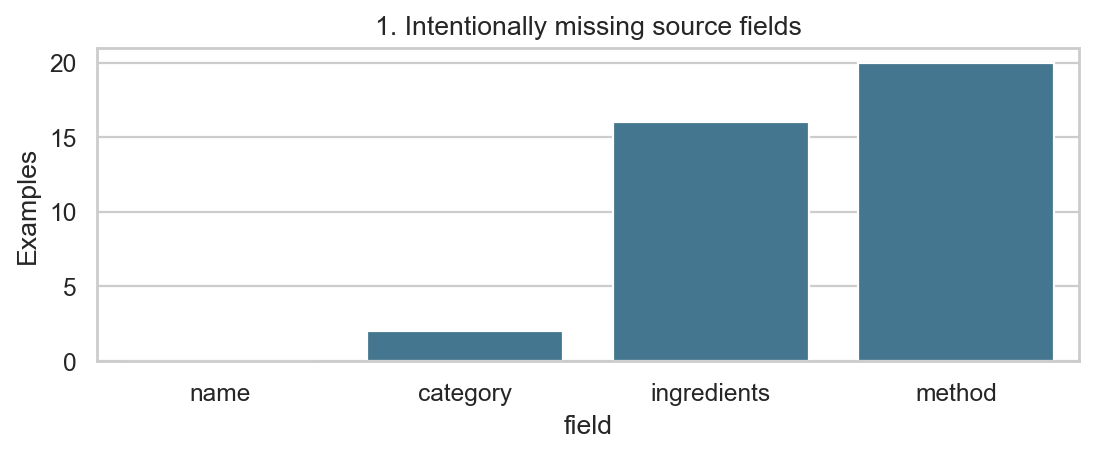 1. Intentionally missing source fields
Examples
20
15
10
5
0
name category ingredients method
field